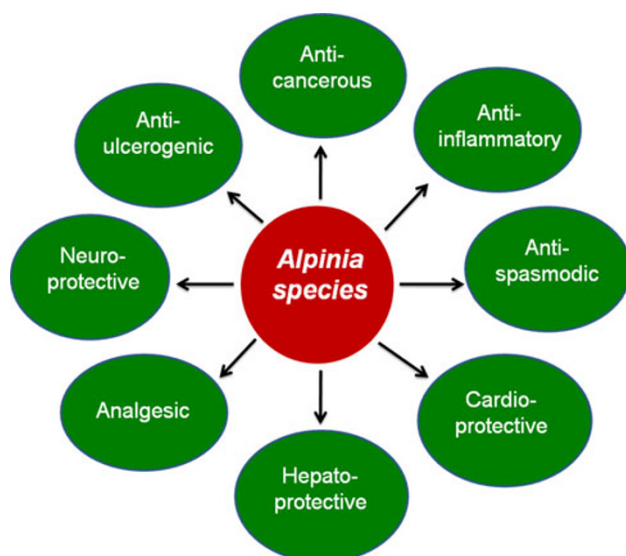 Anti-
cancerous
Anti-
inflammatory
Anti-
spasmodic
Cardio-
protective
Hepato-
protective
Analgesic
Neuro-
protective
Anti-
ulcerogenic
Alpinia
species